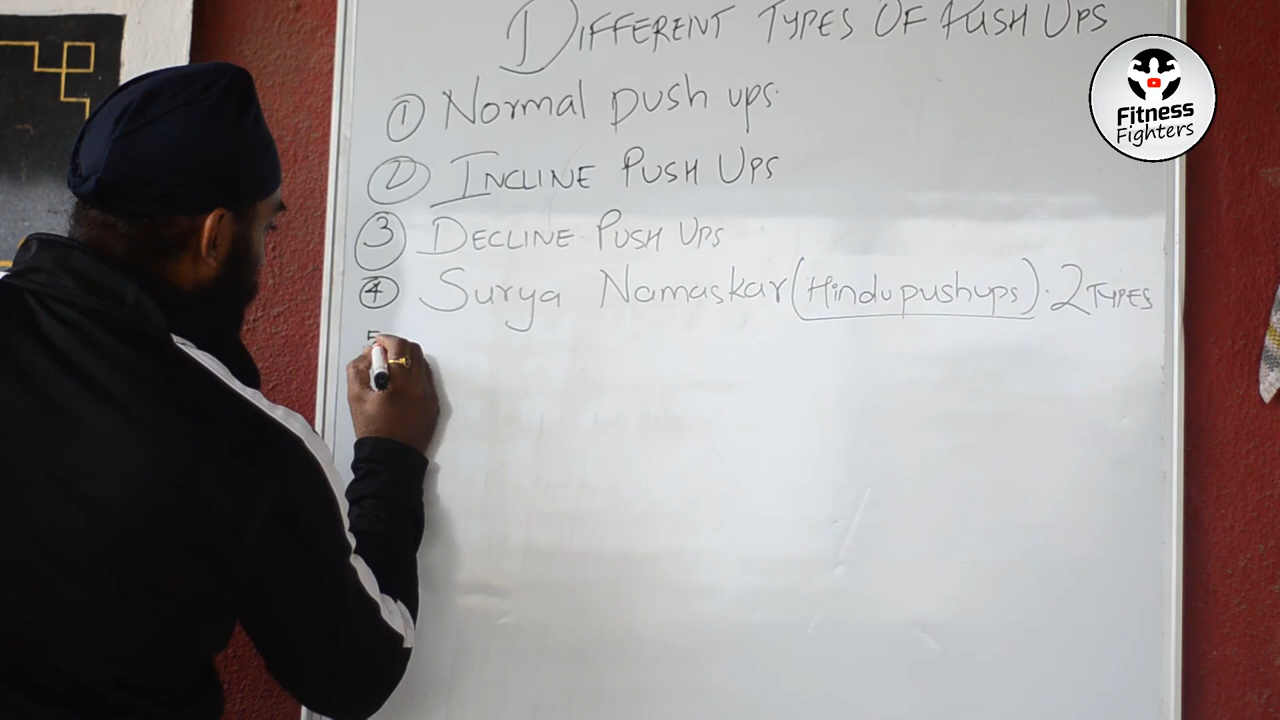 DIFFERENT TYPES OF PUSH UPS
① Normal push ups.
② INCLINE PUSH UPS
③ DECLINE PUSH UPS
④ Surya Namaskar (Hindu pushups). 2 TYPES
5
Fitness
Fighters